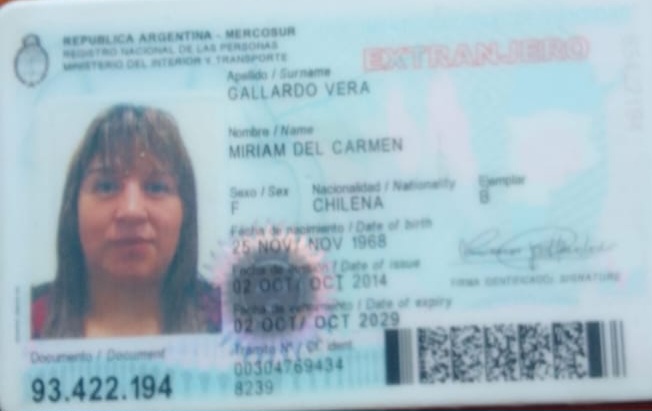 REPUBLICA ARGENTINA - MERCOSUR
REGISTRO NACIONAL DE LAS PERSONAS
MINISTERIO DEL INTERIOR Y TRANSPORTE
EXTRANJERO
Apellido / Surname
GALLARDO VERA
Nombre / Name
MIRIAM DEL CARMEN
Sexo / Sex Nacionalidad / Nationality Ejemplar
F CHILENA B
Fecha de nacimiento / Date of birth
25 NOV/ NOV 1968
Fecha de emisión / Date of issue
02 OCT/ OCT 2014
FIRMA IDENTIFICADO/ SIGNATURE
Fecha de vencimiento / Date of expiry
02 OCT/ OCT 2029
Documento / Document
93.422.194
Trámite N° / Of. ident.
00304769434
8239